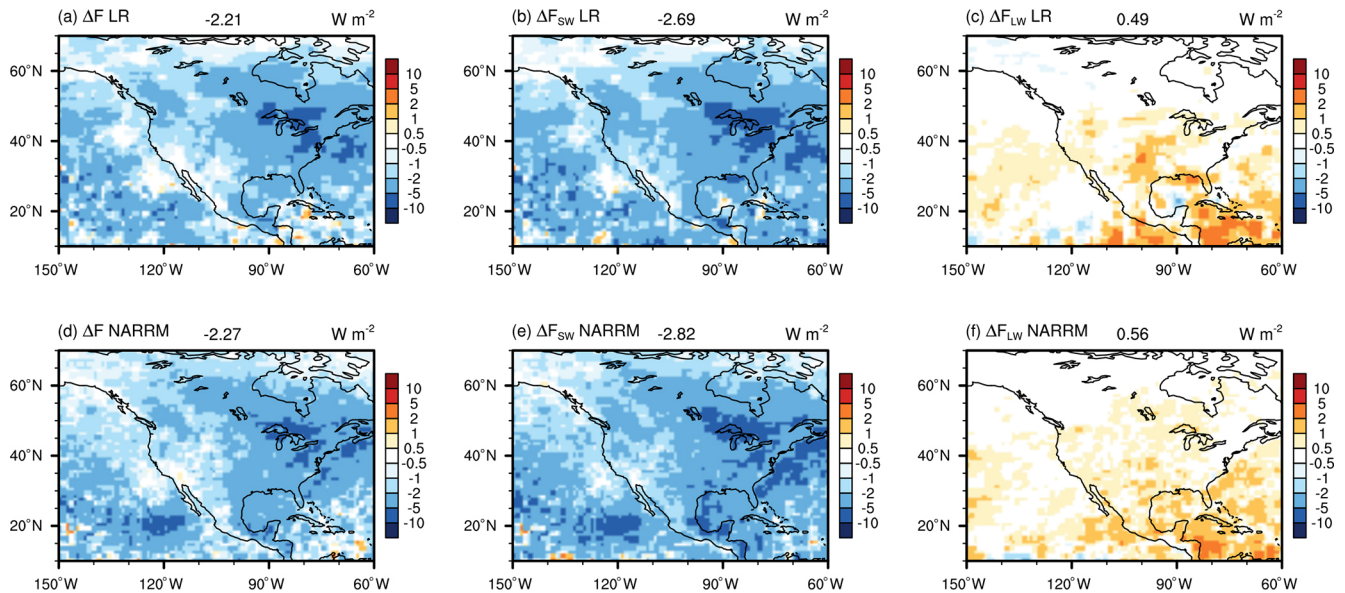 (a) ΔF LR -2.21 W m-2
(b) ΔFSW LR -2.69 W m-2
(c) ΔFLW LR 0.49 W m-2
60°N
40°N
20°N
150°W 120°W 90°W 60°W
10
5
2
1
0.5
-0.5
-1
-2
-5
-10
60°N
40°N
20°N
150°W 120°W 90°W 60°W
10
5
2
1
0.5
-0.5
-1
-2
-5
-10
60°N
40°N
20°N
150°W 120°W 90°W 60°W
10
5
2
1
0.5
-0.5
-1
-2
-5
-10
(d) ΔF NARRM -2.27 W m-2
(e) ΔFSW NARRM -2.82 W m-2
(f) ΔFLW NARRM 0.56 W m-2
60°N
40°N
20°N
150°W 120°W 90°W 60°W
10
5
2
1
0.5
-0.5
-1
-2
-5
-10
60°N
40°N
20°N
150°W 120°W 90°W 60°W
10
5
2
1
0.5
-0.5
-1
-2
-5
-10
60°N
40°N
20°N
150°W 120°W 90°W 60°W
10
5
2
1
0.5
-0.5
-1
-2
-5
-10